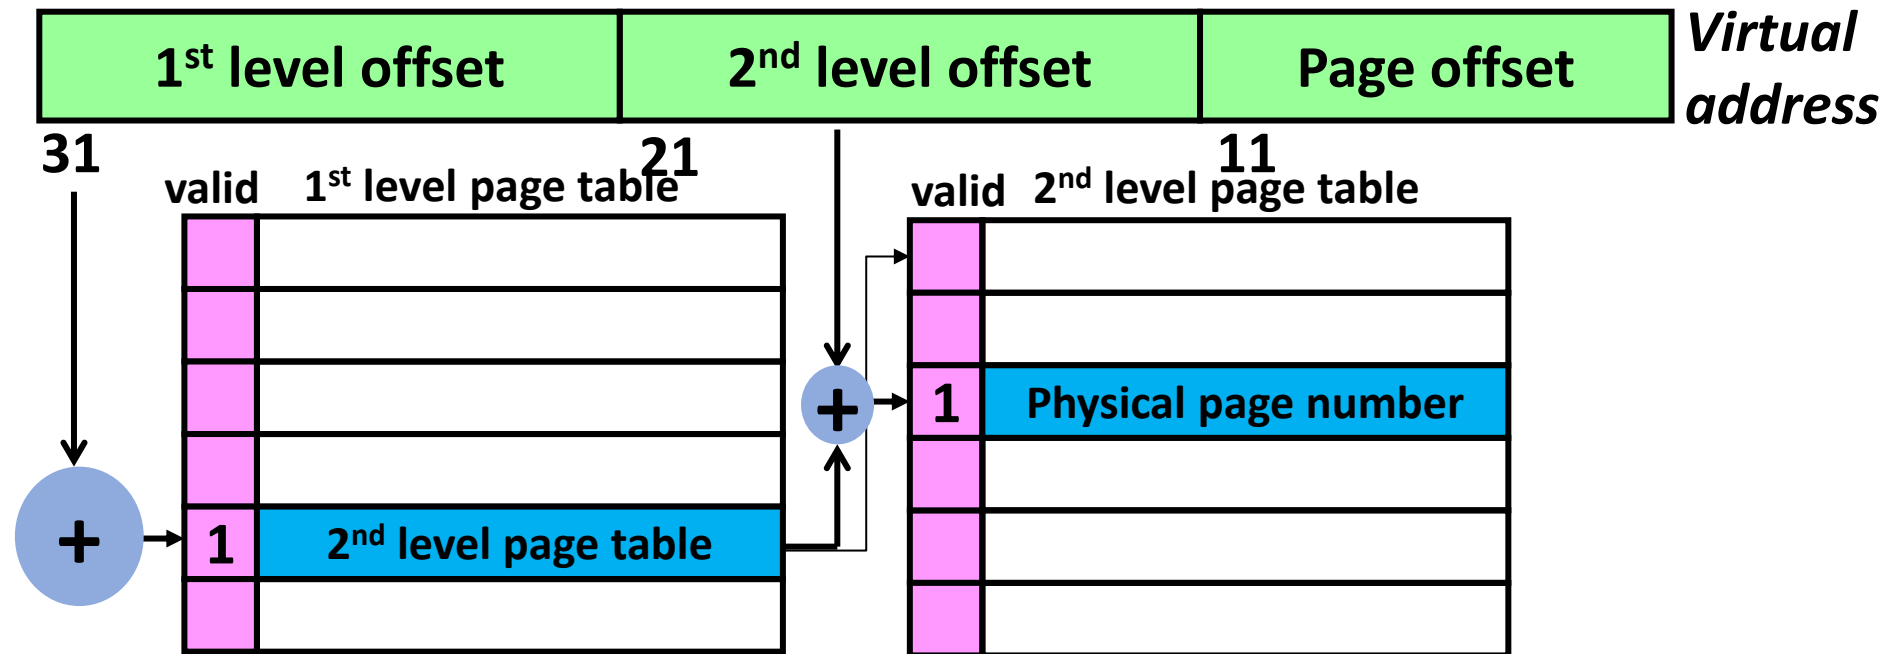 1st level offset 2nd level offset Page offset Virtual address
31 21 11
valid 1st level page table valid 2nd level page table
+ 1 Physical page number
+ 1 2nd level page table